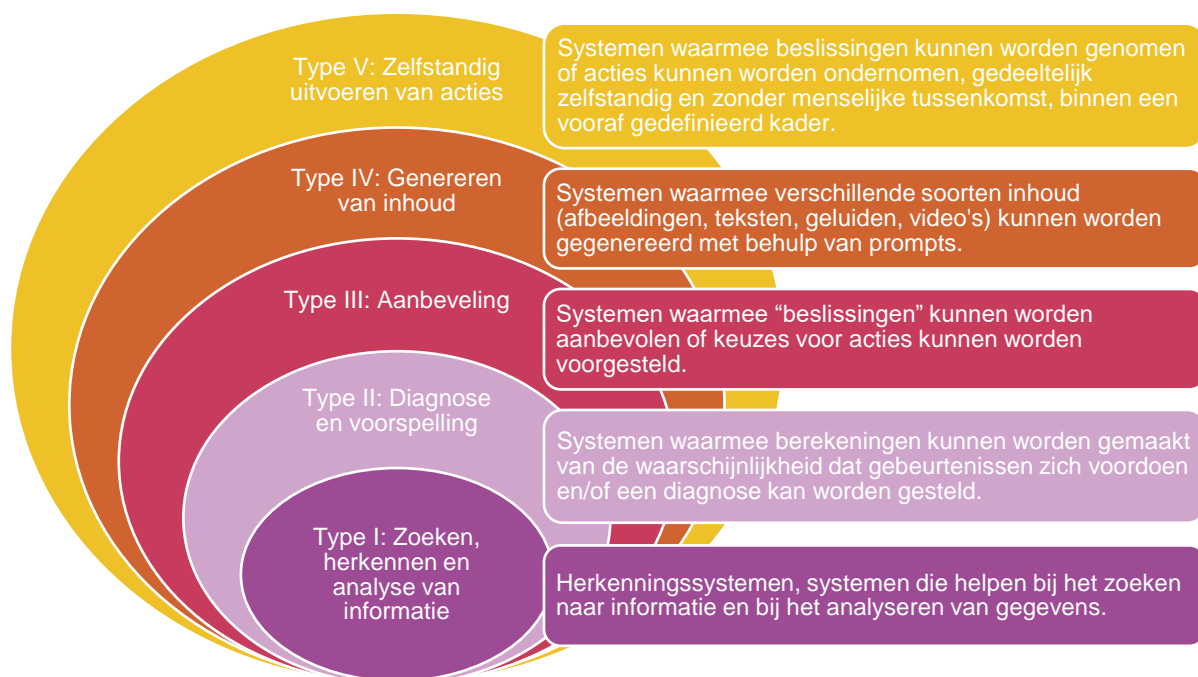 Type V: Zelfstandig
uitvoeren van acties
Systemen waarmee beslissingen kunnen worden genomen
of acties kunnen worden ondernomen, gedeeltelijk
zelfstandig en zonder menselijke tussenkomst, binnen een
vooraf gedefinieerd kader.
Type IV: Genereren
van inhoud
Systemen waarmee verschillende soorten inhoud
(afbeeldingen, teksten, geluiden, video's) kunnen worden
gegenereerd met behulp van prompts.
Type III: Aanbeveling
Systemen waarmee “beslissingen” kunnen worden
aanbevolen of keuzes voor acties kunnen worden
voorgesteld.
Type II: Diagnose
en voorspelling
Systemen waarmee berekeningen kunnen worden gemaakt
van de waarschijnlijkheid dat gebeurtenissen zich voordoen
en/of een diagnose kan worden gesteld.
Type I: Zoeken,
herkennen en
analyse van
informatie
Herkenningssystemen, systemen die helpen bij het zoeken
naar informatie en bij het analyseren van gegevens.